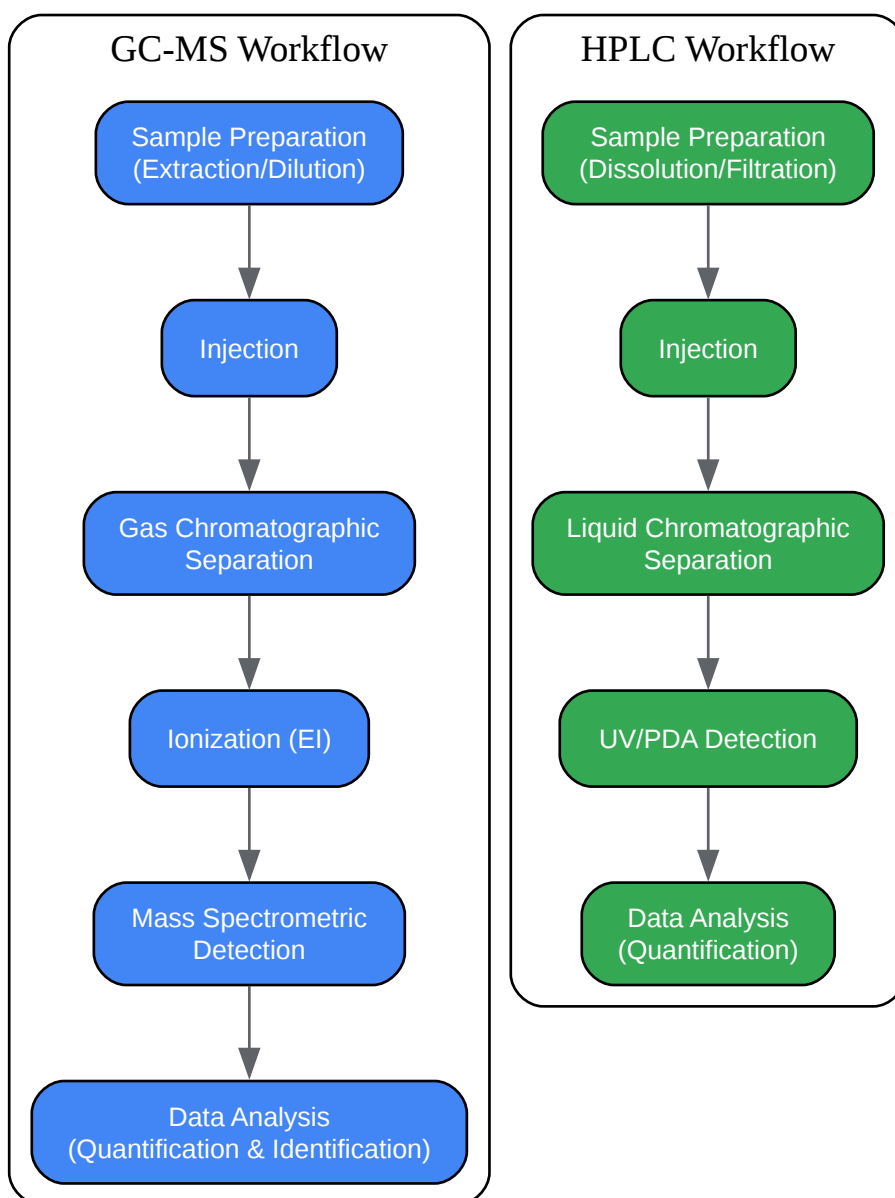 GC-MS Workflow
Sample Preparation
(Extraction/Dilution)
Injection
Gas Chromatographic
Separation
Ionization (EI)
Mass Spectrometric
Detection
Data Analysis
(Quantification & Identification)
HPLC Workflow
Sample Preparation
(Dissolution/Filtration)
Injection
Liquid Chromatographic
Separation
UV/PDA Detection
Data Analysis
(Quantification)